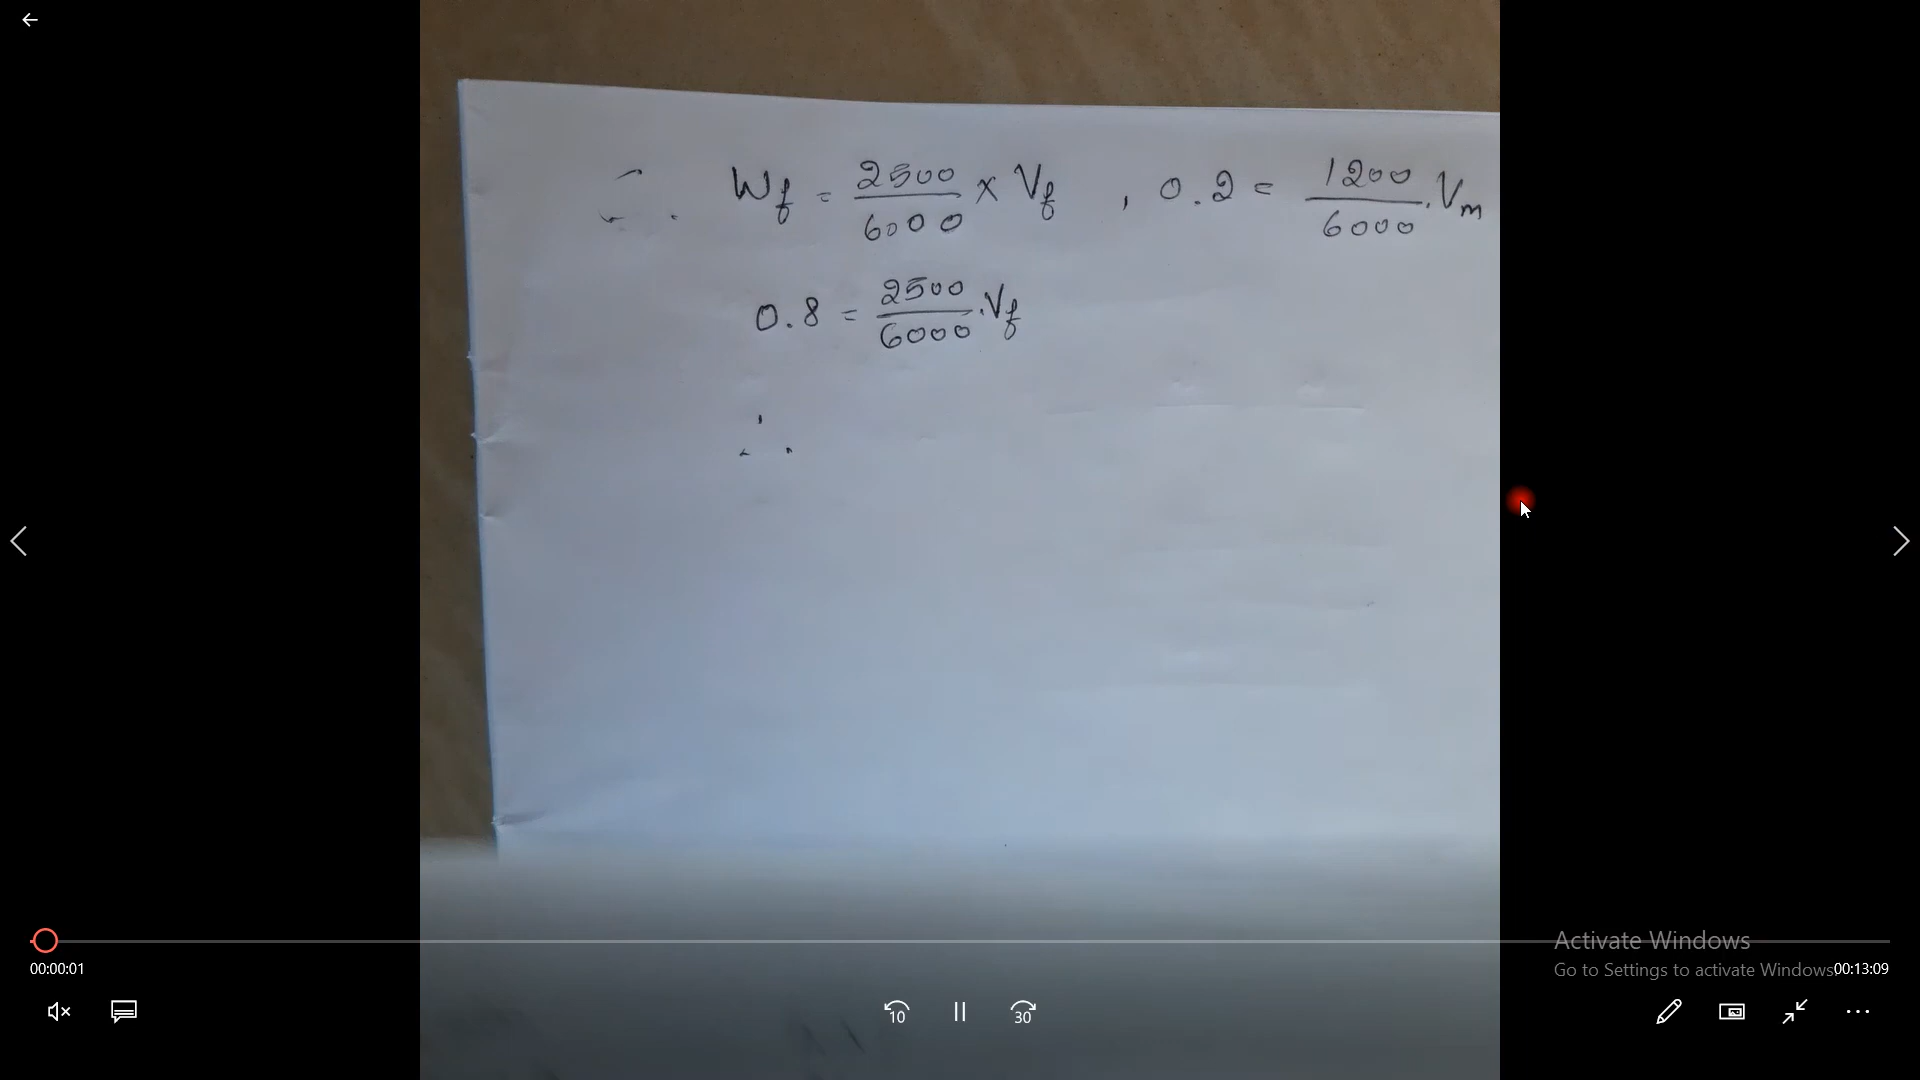 ∴ Wf = 2500/6000 x Vf , 0.2 = 1200/6000 . Vm
0.8 = 2500/6000 . Vf
∴
Activate Windows
Go to Settings to activate Windows.
00:00:01
00:13:09
10
30